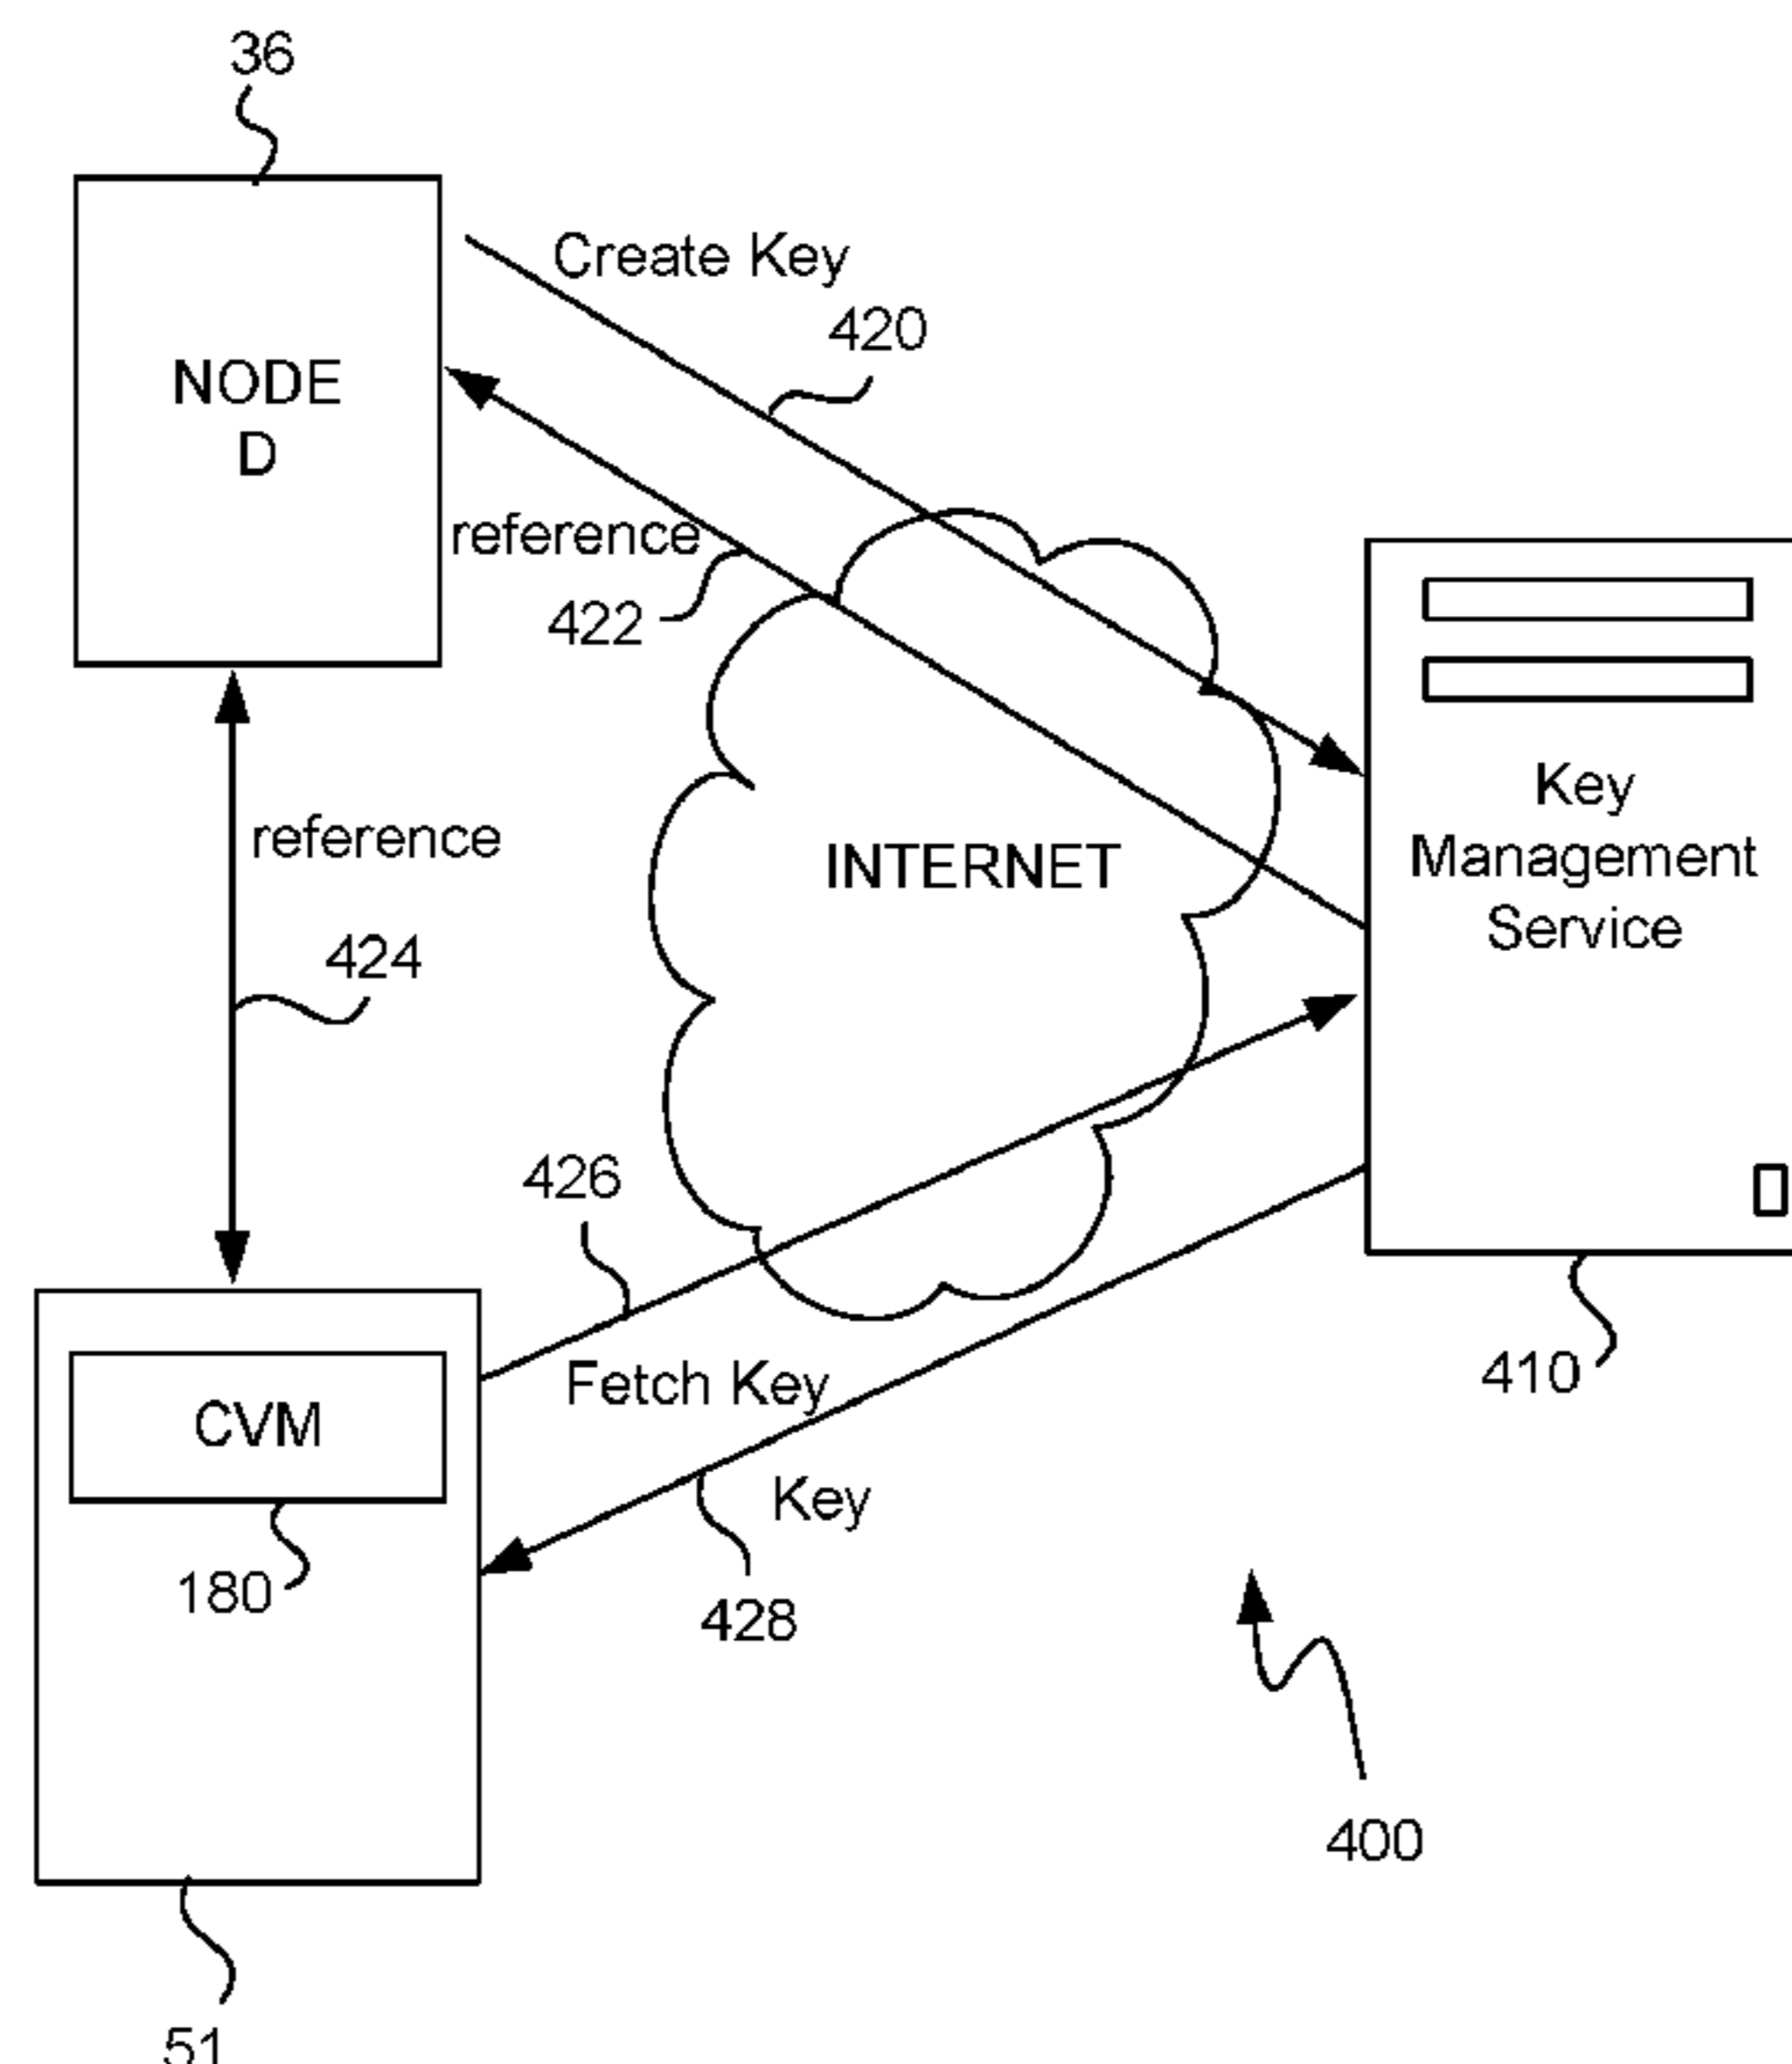 36
Create Key
420
NODE
D
reference
422
Key
Management
Service
INTERNET
reference
424
426
410
Fetch Key
CVM
Key
180
428
400
51